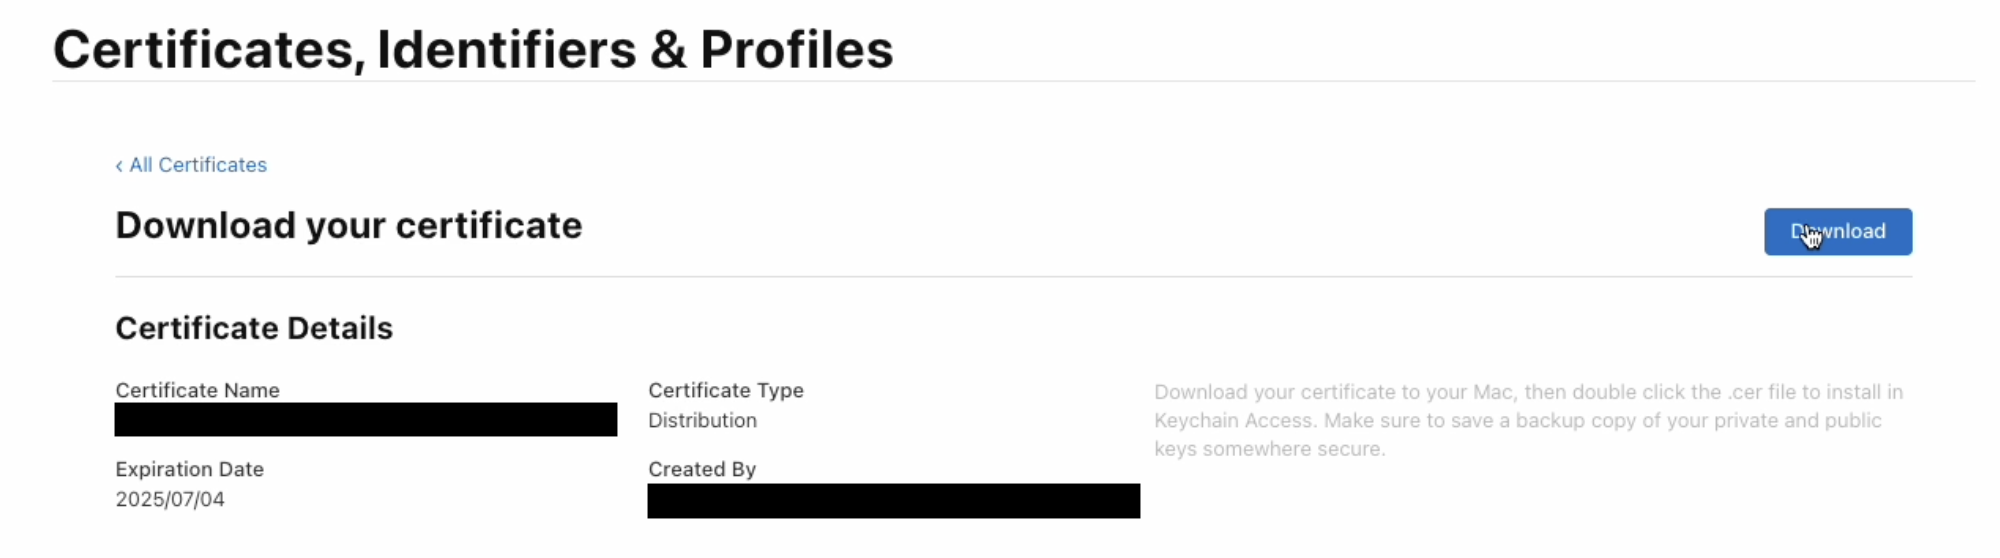 Certificates, Identifiers & Profiles
‹ All Certificates
Download your certificate
Download
Certificate Details
Certificate Name
Certificate Type
Distribution
Download your certificate to your Mac, then double click the .cer file to install in
Keychain Access. Make sure to save a backup copy of your private and public
keys somewhere secure.
Expiration Date
2025/07/04
Created By